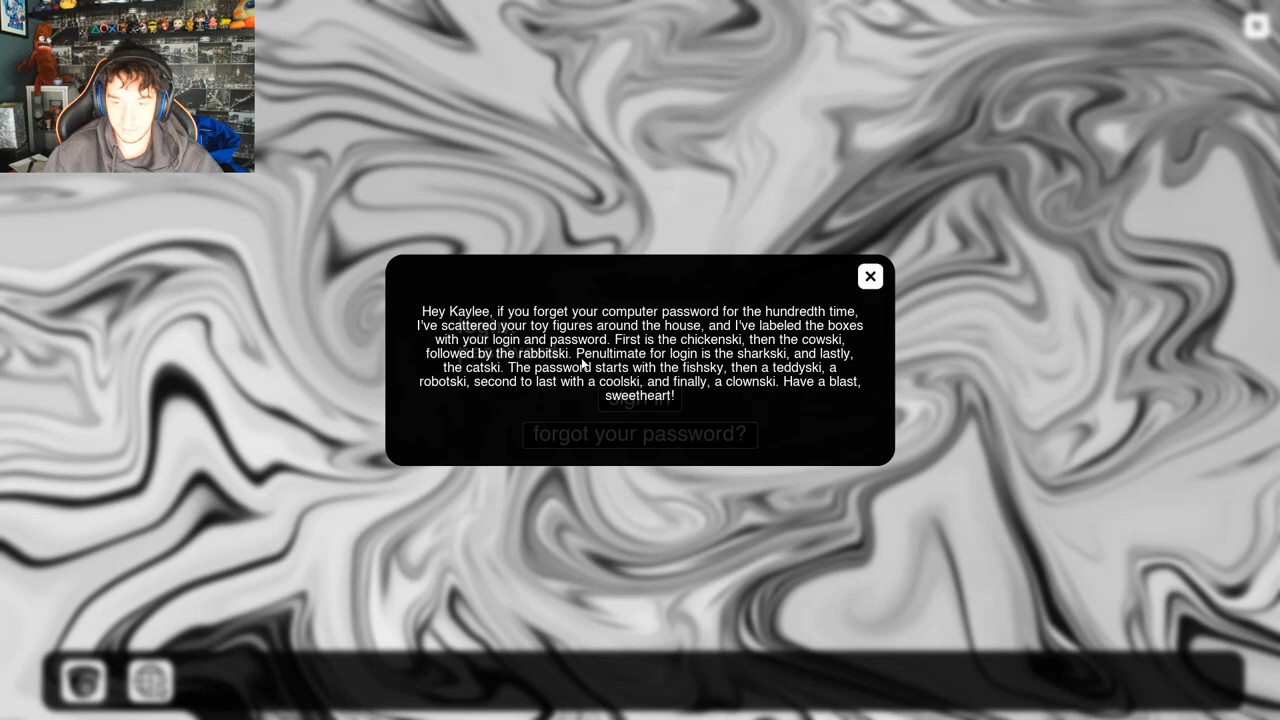 Hey Kaylee, if you forget your computer password for the hundredth time,
I've scattered your toy figures around the house, and I've labeled the boxes
with your login and password. First is the chickenski, then the cowski,
followed by the rabbitski. Penultimate for login is the sharkski, and lastly,
the catski. The password starts with the fishsky, then a teddyski, a
robotski, second to last with a coolski, and finally, a clownski. Have a blast,
sweetheart!
sign in
forgot your password?